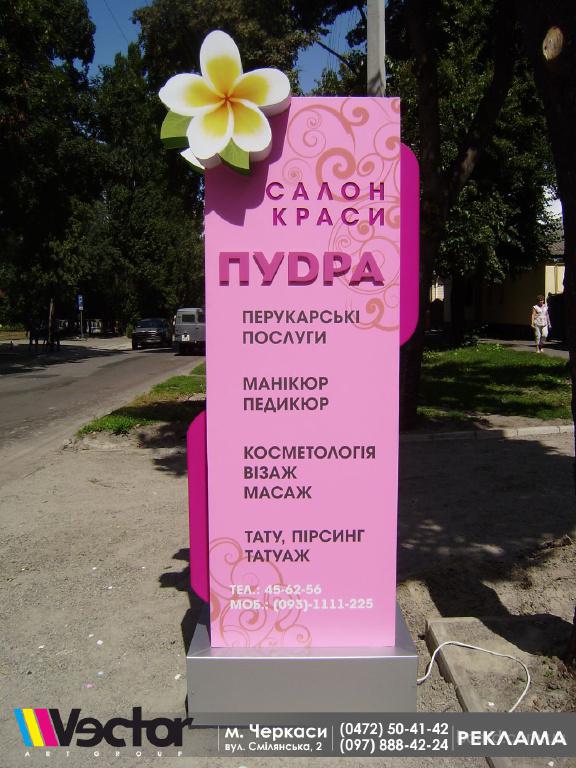 САЛОН
КРАСИ
ПУДРА
ПЕРУКАРСЬКІ
ПОСЛУГИ
МАНІКЮР
ПЕДИКЮР
КОСМЕТОЛОГІЯ
ВІЗАЖ
МАСАЖ
ТАТУ, ПІРСИНГ
ТАТУАЖ
ТЕЛ.: 45-62-56
МОБ.: (093)-1111-225
Vector
ART GROUP
м. Черкаси
вул. Смілянська, 2
(0472) 50-41-42
(097) 888-42-24
РЕКЛАМА